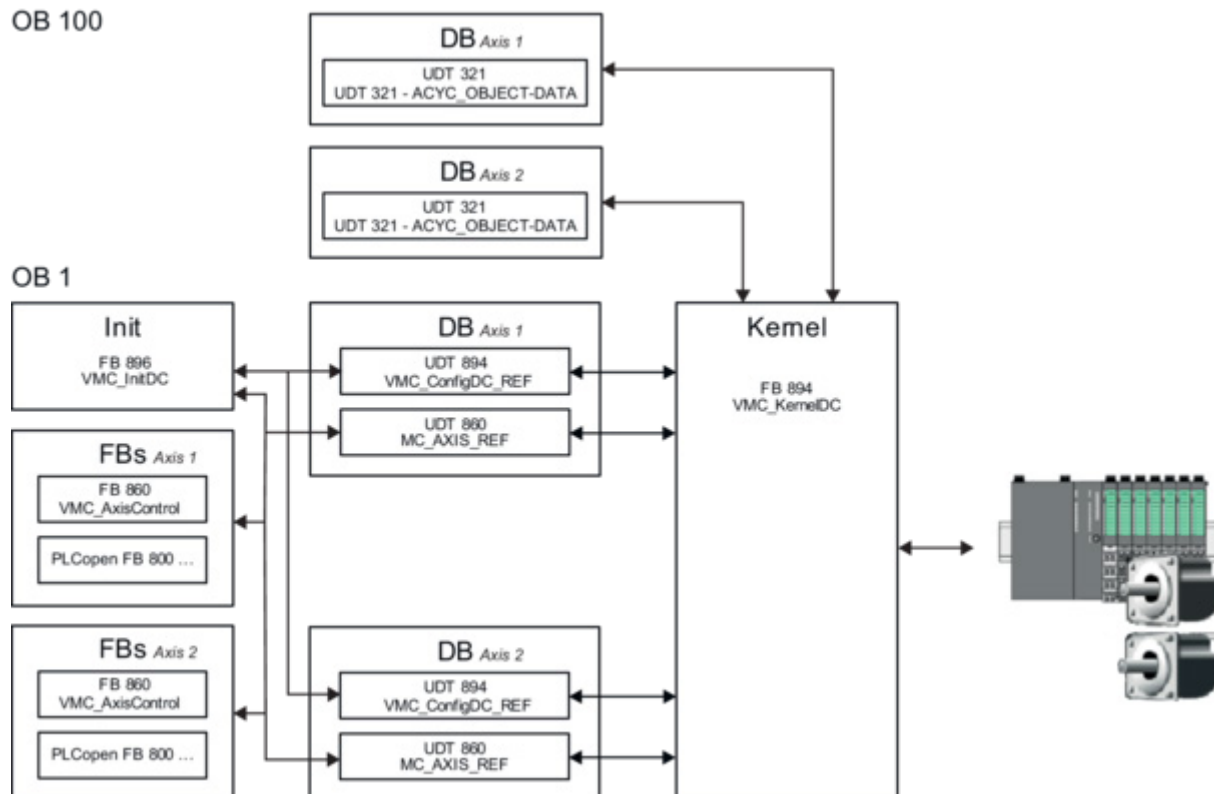 OB 100
DB Axis 1
UDT 321
UDT 321 - ACYC_OBJECT-DATA
DB Axis 2
UDT 321
UDT 321 - ACYC_OBJECT-DATA
OB 1
Init
FB 896
VMC_InitDC
DB Axis 1
UDT 894
VMC_ConfigDC_REF
UDT 860
MC_AXIS_REF
Kernel
FB 894
VMC_KernelDC
FBs Axis 1
FB 860
VMC_AxisControl
PLCopen FB 800 ...
FBs Axis 2
FB 860
VMC_AxisControl
PLCopen FB 800 ...
DB Axis 2
UDT 894
VMC_ConfigDC_REF
UDT 860
MC_AXIS_REF